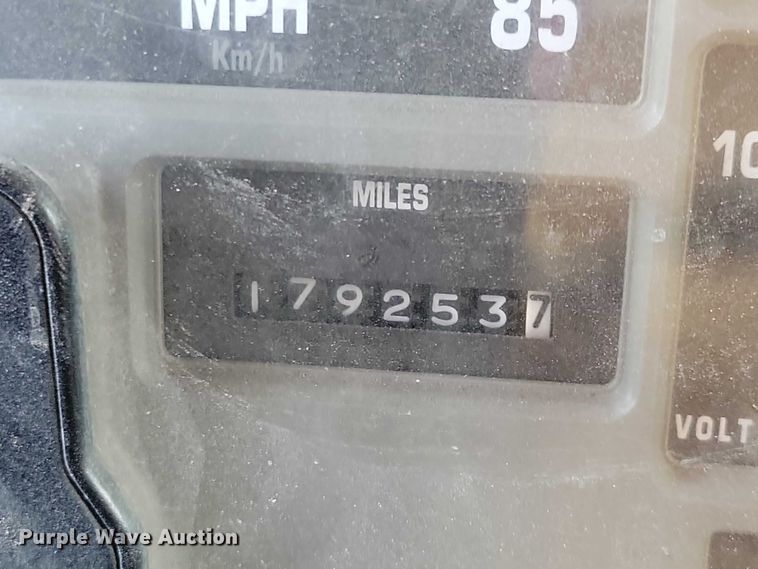 MPH 85
Km/h
10
MILES
1792537
VOLT
Purple Wave Auction